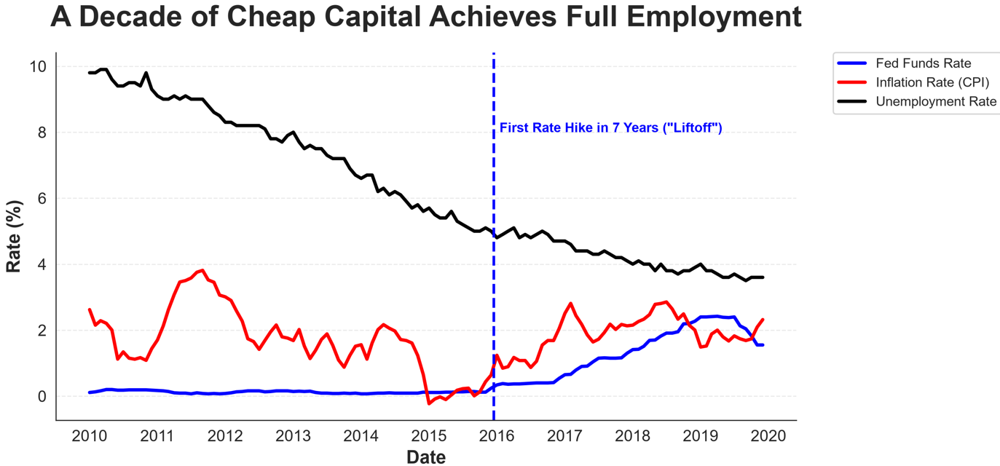 A Decade of Cheap Capital Achieves Full Employment
Fed Funds Rate
Inflation Rate (CPI)
Unemployment Rate
First Rate Hike in 7 Years ("Liftoff")
Rate (%)
10
8
6
4
2
0
2010 2011 2012 2013 2014 2015 2016 2017 2018 2019 2020
Date